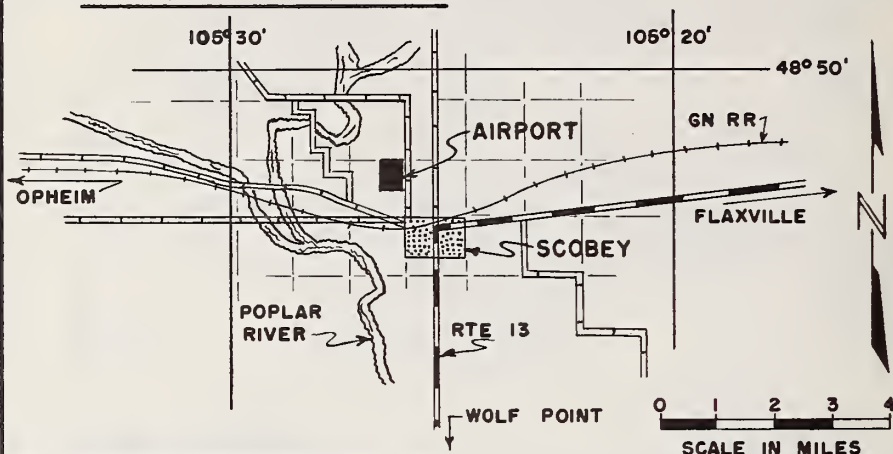 105° 30'
105° 20'
48° 50'
AIRPORT
GN RR
OPHEIM
FLAXVILLE
SCOBEY
POPLAR
RIVER
RTE 13
WOLF POINT
N
0 1 2 3 4
SCALE IN MILES